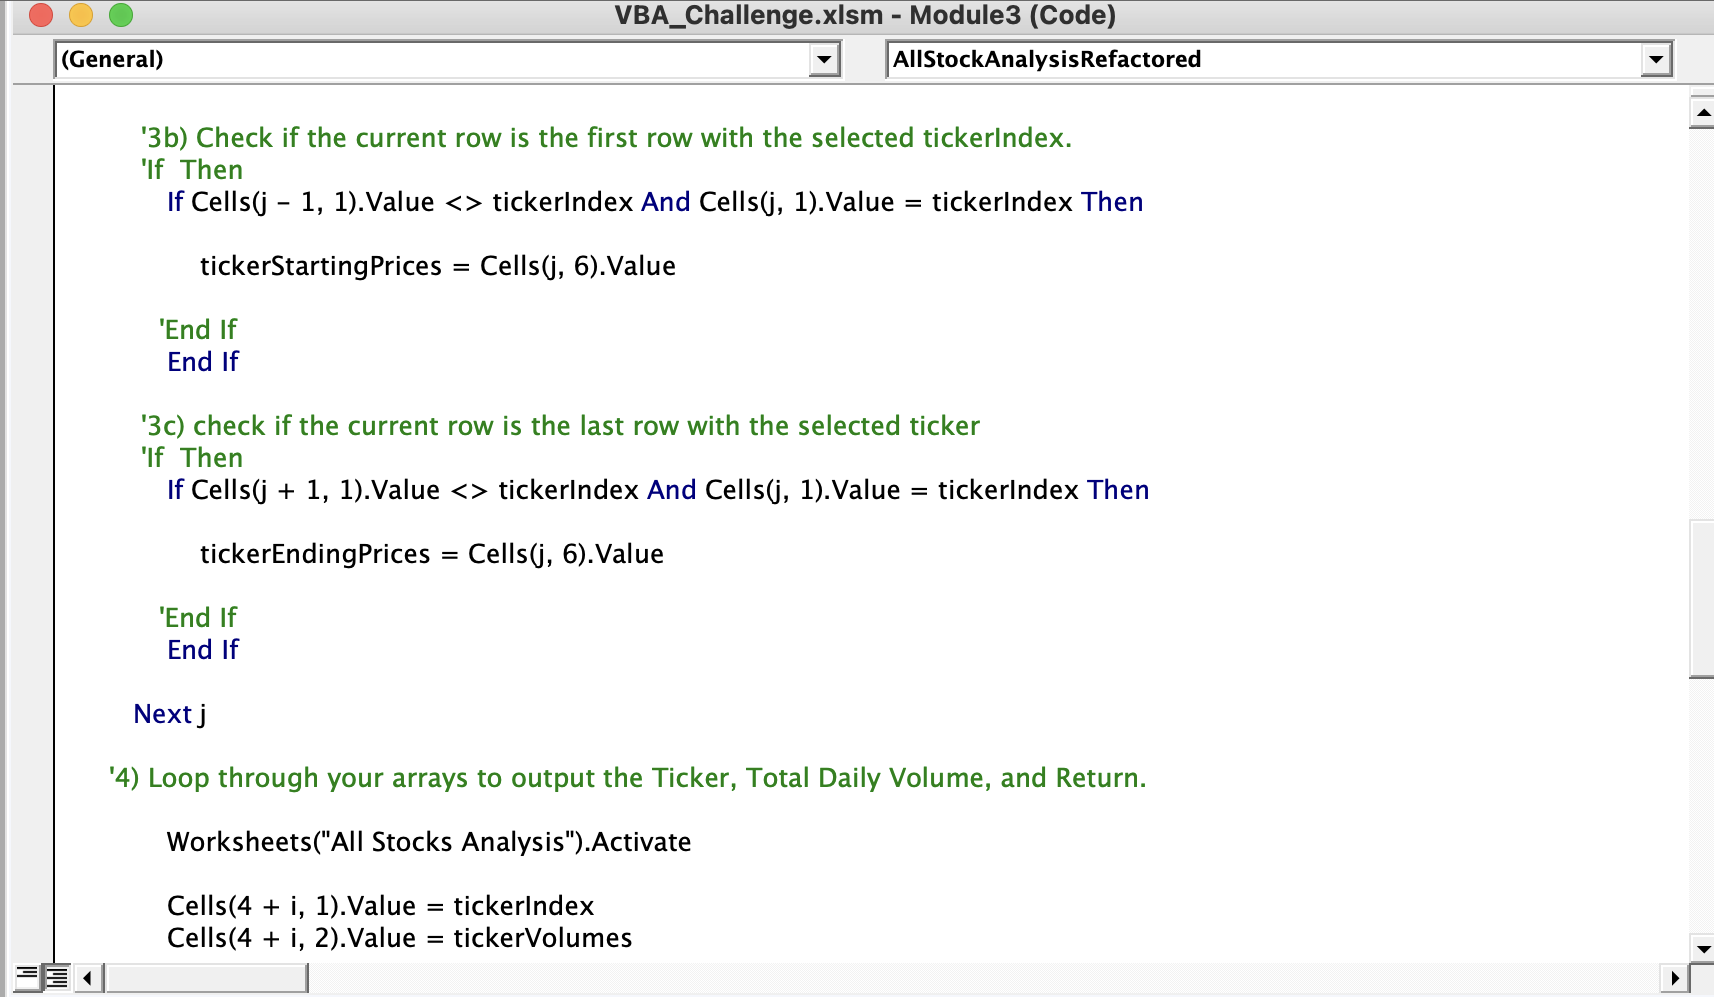 VBA_Challenge.xlsm - Module3 (Code)
(General)
AllStockAnalysisRefactored
'3b) Check if the current row is the first row with the selected tickerIndex.
'If  Then
If Cells(j - 1, 1).Value <> tickerIndex And Cells(j, 1).Value = tickerIndex Then
tickerStartingPrices = Cells(j, 6).Value
'End If
End If
'3c) check if the current row is the last row with the selected ticker
'If  Then
If Cells(j + 1, 1).Value <> tickerIndex And Cells(j, 1).Value = tickerIndex Then
tickerEndingPrices = Cells(j, 6).Value
'End If
End If
Next j
'4) Loop through your arrays to output the Ticker, Total Daily Volume, and Return.
Worksheets("All Stocks Analysis").Activate
Cells(4 + i, 1).Value = tickerIndex
Cells(4 + i, 2).Value = tickerVolumes